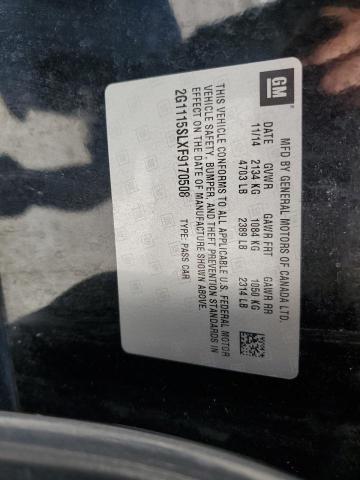 GM
MFD BY GENERAL MOTORS OF CANADA LTD.
DATE GVWR GAWR FRT GAWR RR
11/14 2134 KG 1084 KG 1050 KG
4703 LB 2389 LB 2314 LB
THIS VEHICLE CONFORMS TO ALL APPLICABLE U.S. FEDERAL MOTOR
VEHICLE SAFETY, BUMPER, AND THEFT PREVENTION STANDARDS IN
EFFECT ON THE DATE OF MANUFACTURE SHOWN ABOVE.
2G1115SLXF9170508 TYPE: PASS CAR